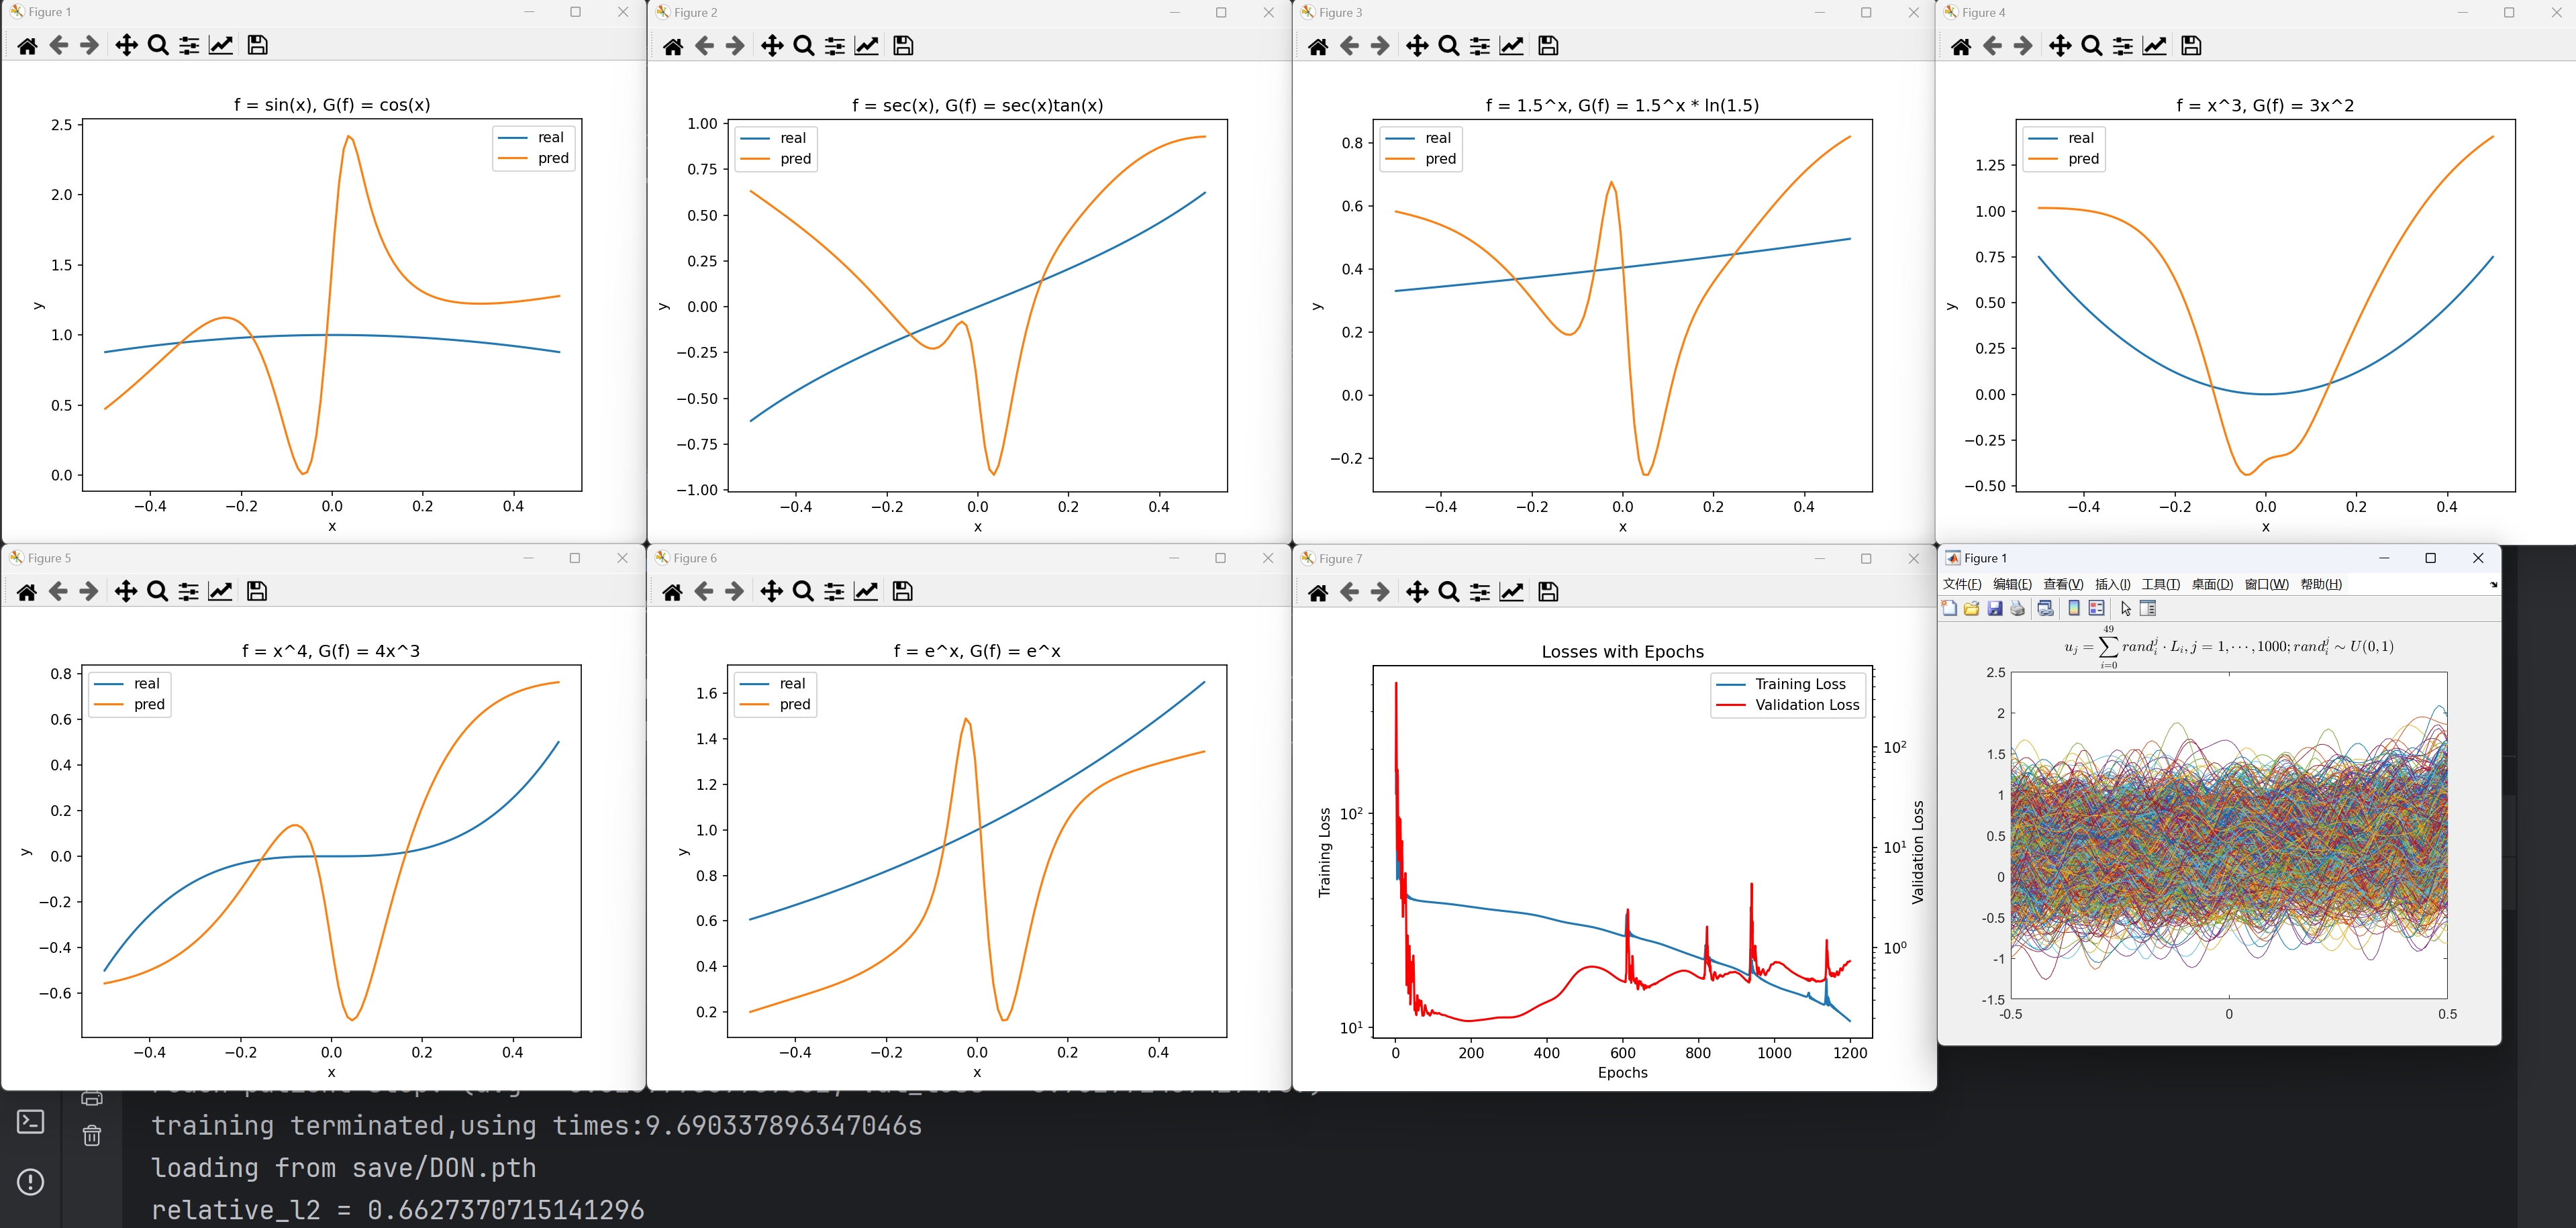 Figure 1
f = sin(x), G(f) = cos(x)
real
pred
2.5
2.0
1.5
1.0
0.5
0.0
y
−0.4 −0.2 0.0 0.2 0.4
x
Figure 2
f = sec(x), G(f) = sec(x)tan(x)
real
pred
1.00
0.75
0.50
0.25
0.00
−0.25
−0.50
−0.75
−1.00
y
−0.4 −0.2 0.0 0.2 0.4
x
Figure 3
f = 1.5^x, G(f) = 1.5^x * ln(1.5)
real
pred
0.8
0.6
0.4
0.2
0.0
−0.2
y
−0.4 −0.2 0.0 0.2 0.4
x
Figure 4
f = x^3, G(f) = 3x^2
real
pred
1.25
1.00
0.75
0.50
0.25
0.00
−0.25
−0.50
y
−0.4 −0.2 0.0 0.2 0.4
x
Figure 5
f = x^4, G(f) = 4x^3
real
pred
0.8
0.6
0.4
0.2
0.0
−0.2
−0.4
−0.6
y
−0.4 −0.2 0.0 0.2 0.4
x
Figure 6
f = e^x, G(f) = e^x
real
pred
1.6
1.4
1.2
1.0
0.8
0.6
0.4
0.2
y
−0.4 −0.2 0.0 0.2 0.4
x
Figure 7
Losses with Epochs
Training Loss
Validation Loss
10²
10¹
Training Loss
10²
10¹
10⁰
Validation Loss
0 200 400 600 800 1000 1200
Epochs
Figure 1
文件(F) 编辑(E) 查看(V) 插入(I) 工具(T) 桌面(D) 窗口(W) 帮助(H)
u_j = ∑_{i=0}^{49} rand_i^j · L_i, j = 1, ⋯ , 1000; rand_i^j ∼ U(0, 1)
2.5
2
1.5
1
0.5
0
-0.5
-1
-1.5
-0.5 0 0.5
training terminated,using times:9.690337896347046s
loading from save/DON.pth
relative_l2 = 0.6627370715141296